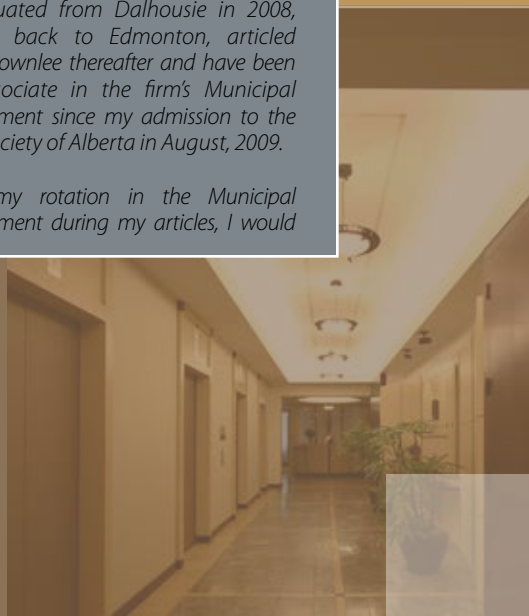 uated from Dalhousie in 2008,
back to Edmonton, articled
ownlee thereafter and have been
ociate in the firm's Municipal
ment since my admission to the
ciety of Alberta in August, 2009.
my rotation in the Municipal
ment during my articles, I would